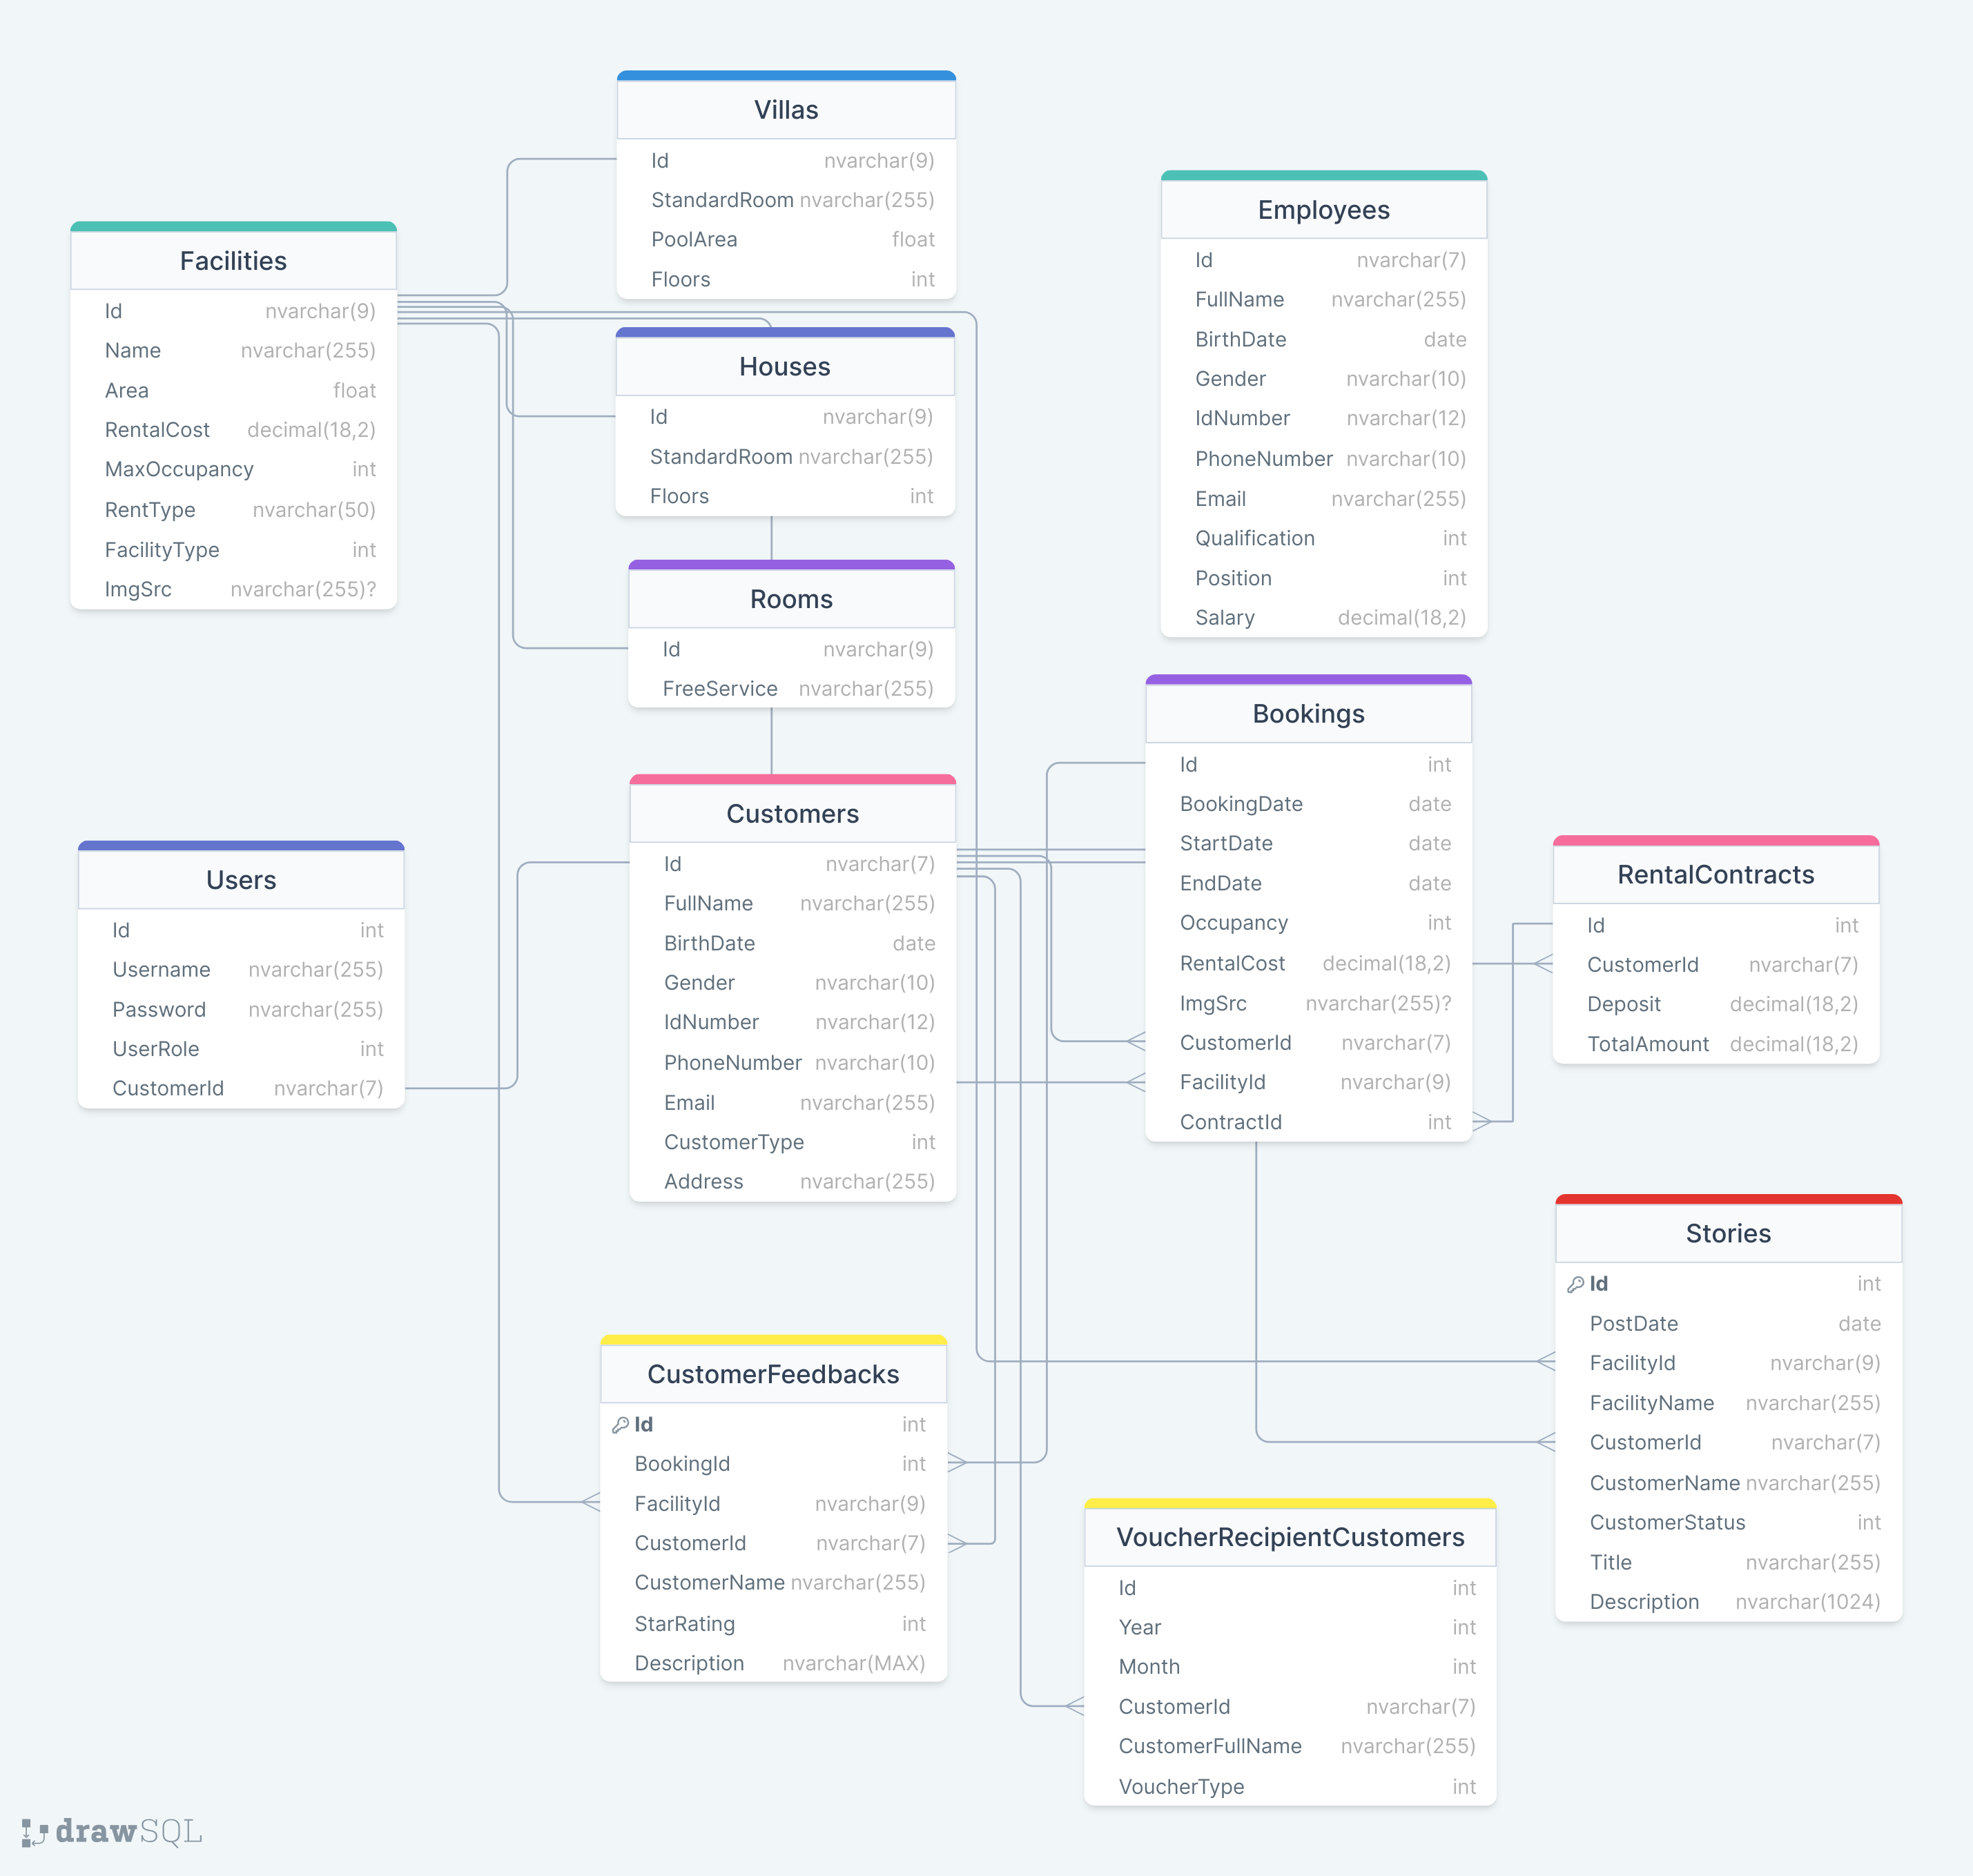 Villas
Id nvarchar(9)
StandardRoom nvarchar(255)
PoolArea float
Floors int
Employees
Id nvarchar(7)
FullName nvarchar(255)
BirthDate date
Gender nvarchar(10)
IdNumber nvarchar(12)
PhoneNumber nvarchar(10)
Email nvarchar(255)
Qualification int
Position int
Salary decimal(18,2)
Facilities
Id nvarchar(9)
Name nvarchar(255)
Area float
RentalCost decimal(18,2)
MaxOccupancy int
RentType nvarchar(50)
FacilityType int
ImgSrc nvarchar(255)?
Houses
Id nvarchar(9)
StandardRoom nvarchar(255)
Floors int
Rooms
Id nvarchar(9)
FreeService nvarchar(255)
Bookings
Id int
BookingDate date
StartDate date
EndDate date
Occupancy int
RentalCost decimal(18,2)
ImgSrc nvarchar(255)?
CustomerId nvarchar(7)
FacilityId nvarchar(9)
ContractId int
Customers
Id nvarchar(7)
FullName nvarchar(255)
BirthDate date
Gender nvarchar(10)
IdNumber nvarchar(12)
PhoneNumber nvarchar(10)
Email nvarchar(255)
CustomerType int
Address nvarchar(255)
RentalContracts
Id int
CustomerId nvarchar(7)
Deposit decimal(18,2)
TotalAmount decimal(18,2)
Users
Id int
Username nvarchar(255)
Password nvarchar(255)
UserRole int
CustomerId nvarchar(7)
Stories
Id int
PostDate date
FacilityId nvarchar(9)
FacilityName nvarchar(255)
CustomerId nvarchar(7)
CustomerName nvarchar(255)
CustomerStatus int
Title nvarchar(255)
Description nvarchar(1024)
CustomerFeedbacks
Id int
BookingId int
FacilityId nvarchar(9)
CustomerId nvarchar(7)
CustomerName nvarchar(255)
StarRating int
Description nvarchar(MAX)
VoucherRecipientCustomers
Id int
Year int
Month int
CustomerId nvarchar(7)
CustomerFullName nvarchar(255)
VoucherType int
drawSQL